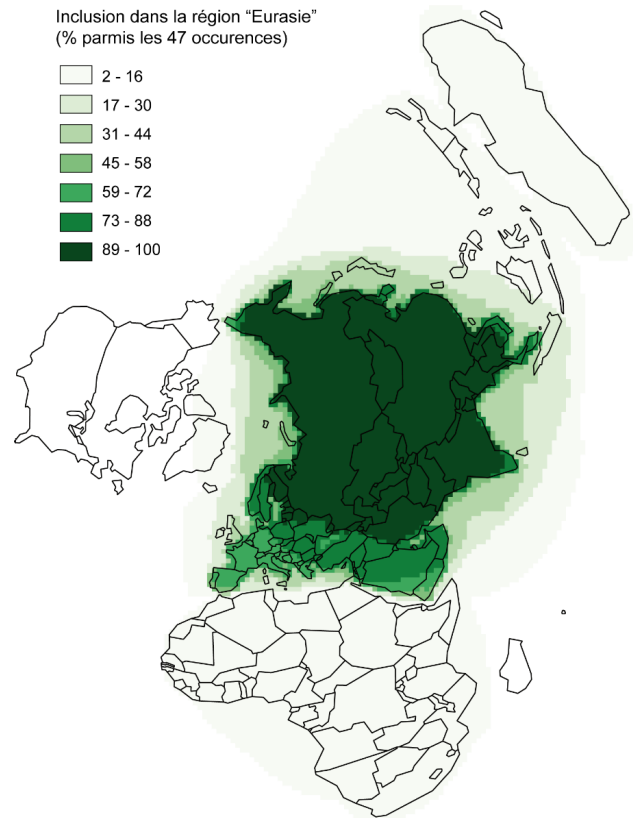 Inclusion dans la région “Eurasie”
(% parmis les 47 occurences)
2 - 16
17 - 30
31 - 44
45 - 58
59 - 72
73 - 88
89 - 100